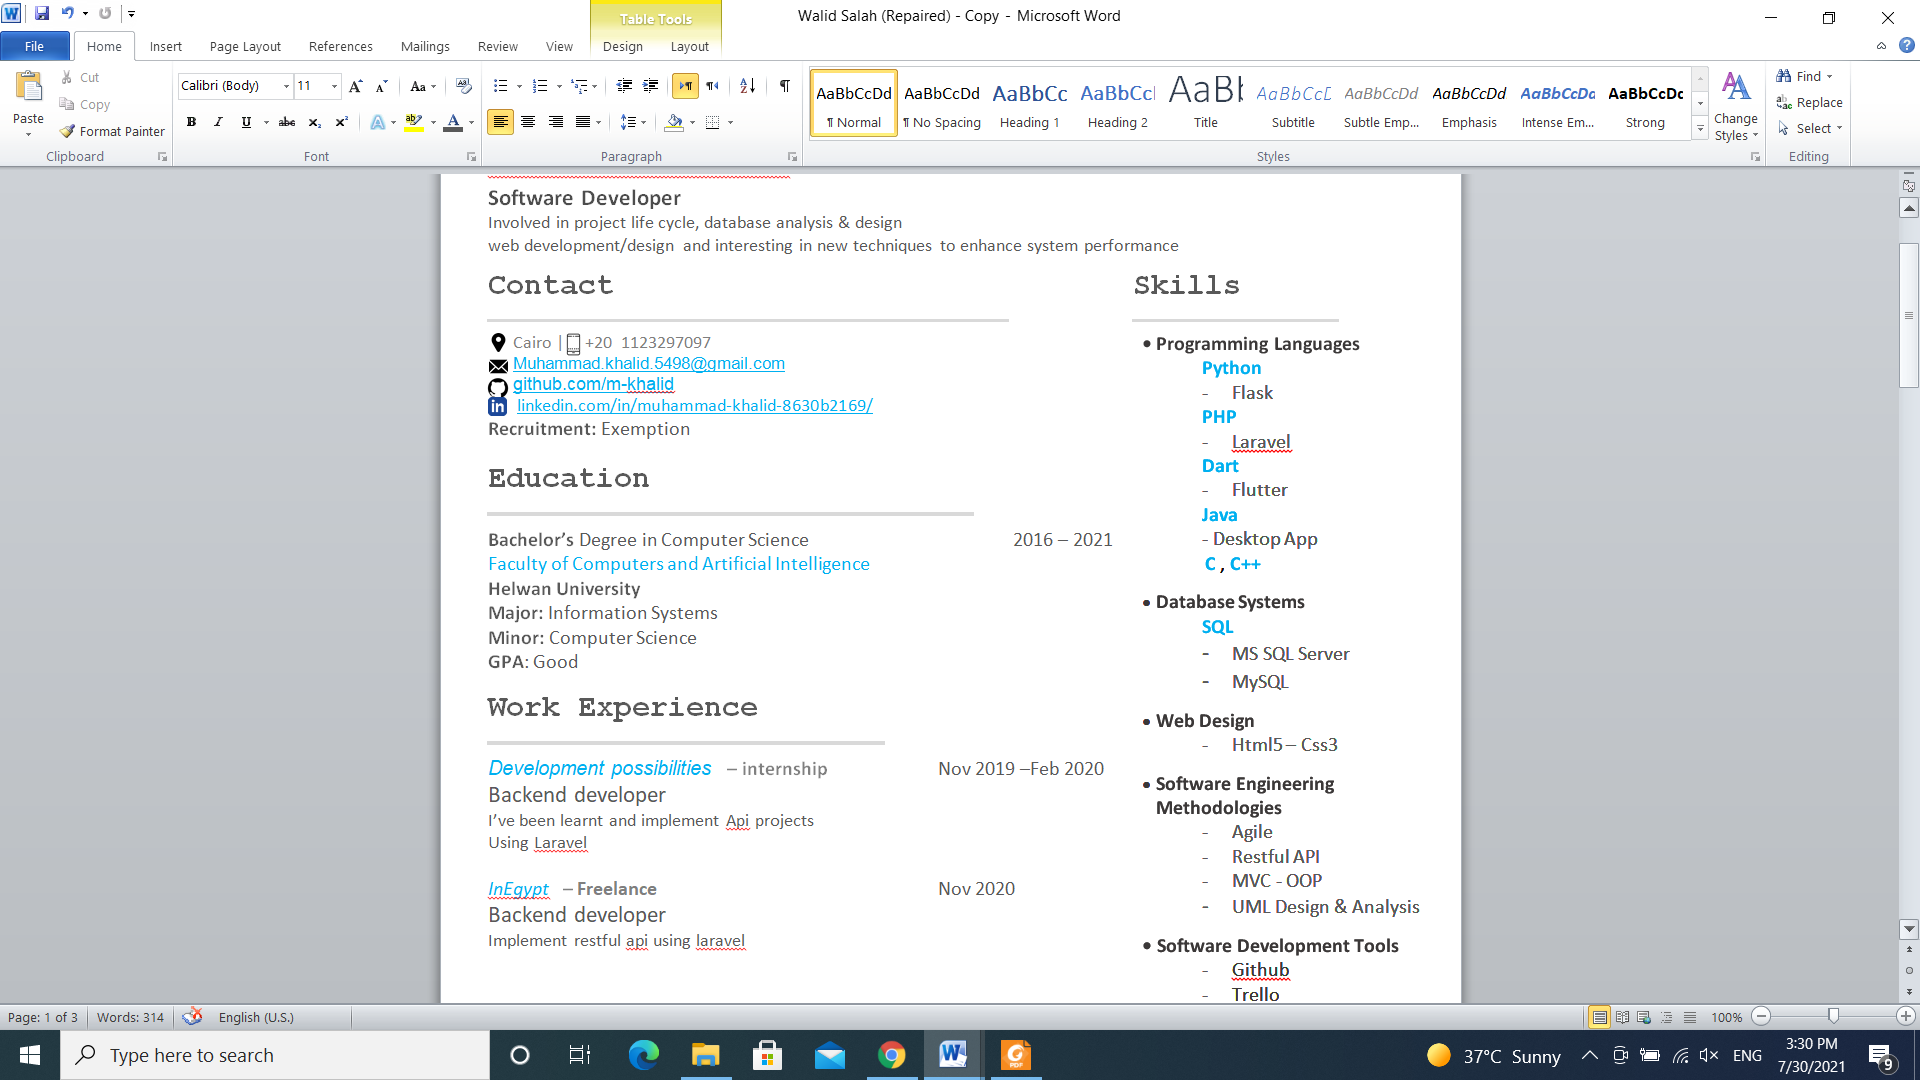 Walid Salah (Repaired) - Copy - Microsoft Word
Table Tools
File Home Insert Page Layout References Mailings Review View Design Layout
Cut
Copy
Format Painter
Paste
Clipboard
Calibri (Body) 11
Font
Paragraph
AaBbCcDd AaBbCcDd AaBbCc AaBbCcI AaBb AaBbCcL AaBbCcDd AaBbCcDd AaBbCcDd AaBbCcDc
¶ Normal ¶ No Spacing Heading 1 Heading 2 Title Subtitle Subtle Emp... Emphasis Intense Em... Strong
Change Styles
Styles
Find
Replace
Select
Editing
Software Developer
Involved in project life cycle, database analysis & design
web development/design and interesting in new techniques to enhance system performance
Contact
Cairo | +20 1123297097
Muhammad.khalid.5498@gmail.com
github.com/m-khalid
linkedin.com/in/muhammad-khalid-8630b2169/
Recruitment: Exemption
Education
Bachelor’s Degree in Computer Science 2016 – 2021
Faculty of Computers and Artificial Intelligence
Helwan University
Major: Information Systems
Minor: Computer Science
GPA: Good
Work Experience
Development possibilities – internship Nov 2019 –Feb 2020
Backend developer
I’ve been learnt and implement Api projects
Using Laravel
InEgypt – Freelance Nov 2020
Backend developer
Implement restful api using laravel
Skills
• Programming Languages
Python
- Flask
PHP
- Laravel
Dart
- Flutter
Java
- Desktop App
C , C++
• Database Systems
SQL
- MS SQL Server
- MySQL
• Web Design
- Html5 – Css3
• Software Engineering
Methodologies
- Agile
- Restful API
- MVC - OOP
- UML Design & Analysis
• Software Development Tools
- Github
- Trello
Page: 1 of 3 Words: 314 English (U.S.) 100%
Type here to search
37°C Sunny ENG
3:30 PM
7/30/2021
9